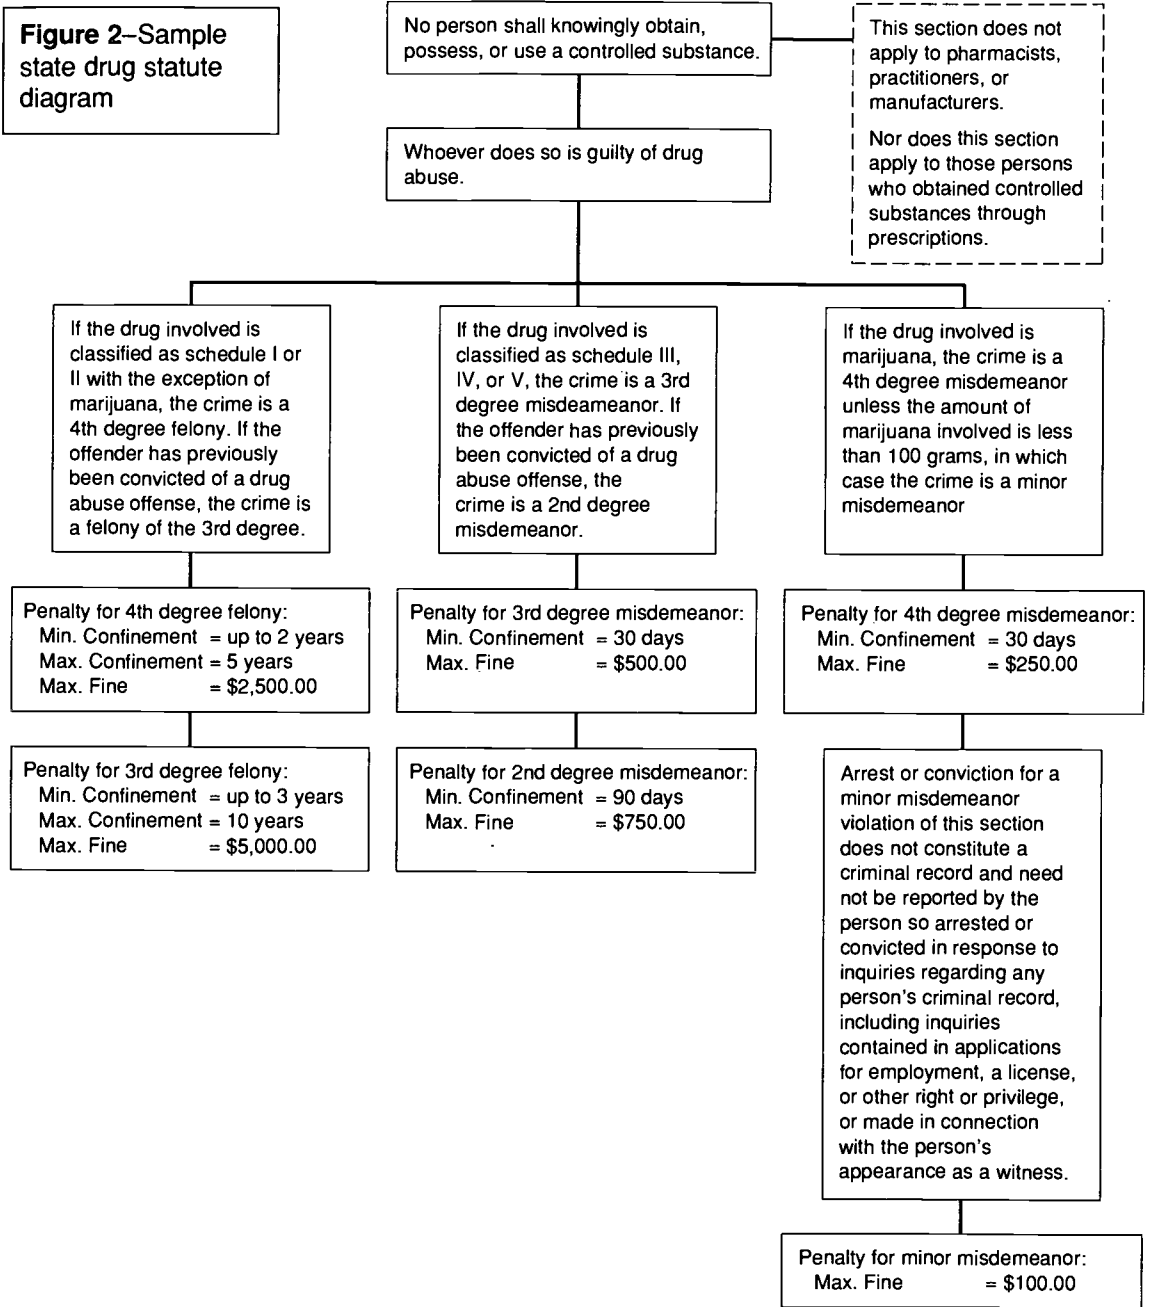 Figure 2–Sample
state drug statute
diagram
No person shall knowingly obtain,
possess, or use a controlled substance.
This section does not
apply to pharmacists,
practitioners, or
manufacturers.
Nor does this section
apply to those persons
who obtained controlled
substances through
prescriptions.
Whoever does so is guilty of drug
abuse.
If the drug involved is
classified as schedule I or
II with the exception of
marijuana, the crime is a
4th degree felony. If the
offender has previously
been convicted of a drug
abuse offense, the crime is
a felony of the 3rd degree.
If the drug involved is
classified as schedule III,
IV, or V, the crime is a 3rd
degree misdeameanor. If
the offender has previously
been convicted of a drug
abuse offense, the
crime is a 2nd degree
misdemeanor.
If the drug involved is
marijuana, the crime is a
4th degree misdemeanor
unless the amount of
marijuana involved is less
than 100 grams, in which
case the crime is a minor
misdemeanor
Penalty for 4th degree felony:
Min. Confinement = up to 2 years
Max. Confinement = 5 years
Max. Fine = $2,500.00
Penalty for 3rd degree misdemeanor:
Min. Confinement = 30 days
Max. Fine = $500.00
Penalty for 4th degree misdemeanor:
Min. Confinement = 30 days
Max. Fine = $250.00
Penalty for 3rd degree felony:
Min. Confinement = up to 3 years
Max. Confinement = 10 years
Max. Fine = $5,000.00
Penalty for 2nd degree misdemeanor:
Min. Confinement = 90 days
Max. Fine = $750.00
Arrest or conviction for a
minor misdemeanor
violation of this section
does not constitute a
criminal record and need
not be reported by the
person so arrested or
convicted in response to
inquiries regarding any
person's criminal record,
including inquiries
contained in applications
for employment, a license,
or other right or privilege,
or made in connection
with the person's
appearance as a witness.
Penalty for minor misdemeanor:
Max. Fine = $100.00